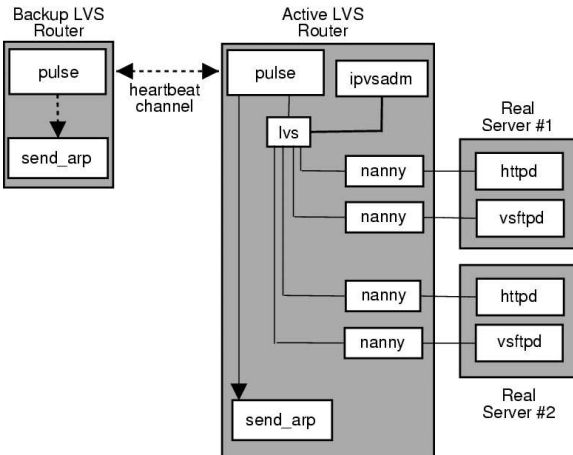 Backup LVS
Router
pulse
send_arp
heartbeat
channel
Active LVS
Router
pulse
ipvsadm
lvs
nanny
nanny
nanny
nanny
send_arp
Real
Server #1
httpd
vsftpd
httpd
vsftpd
Real
Server #2